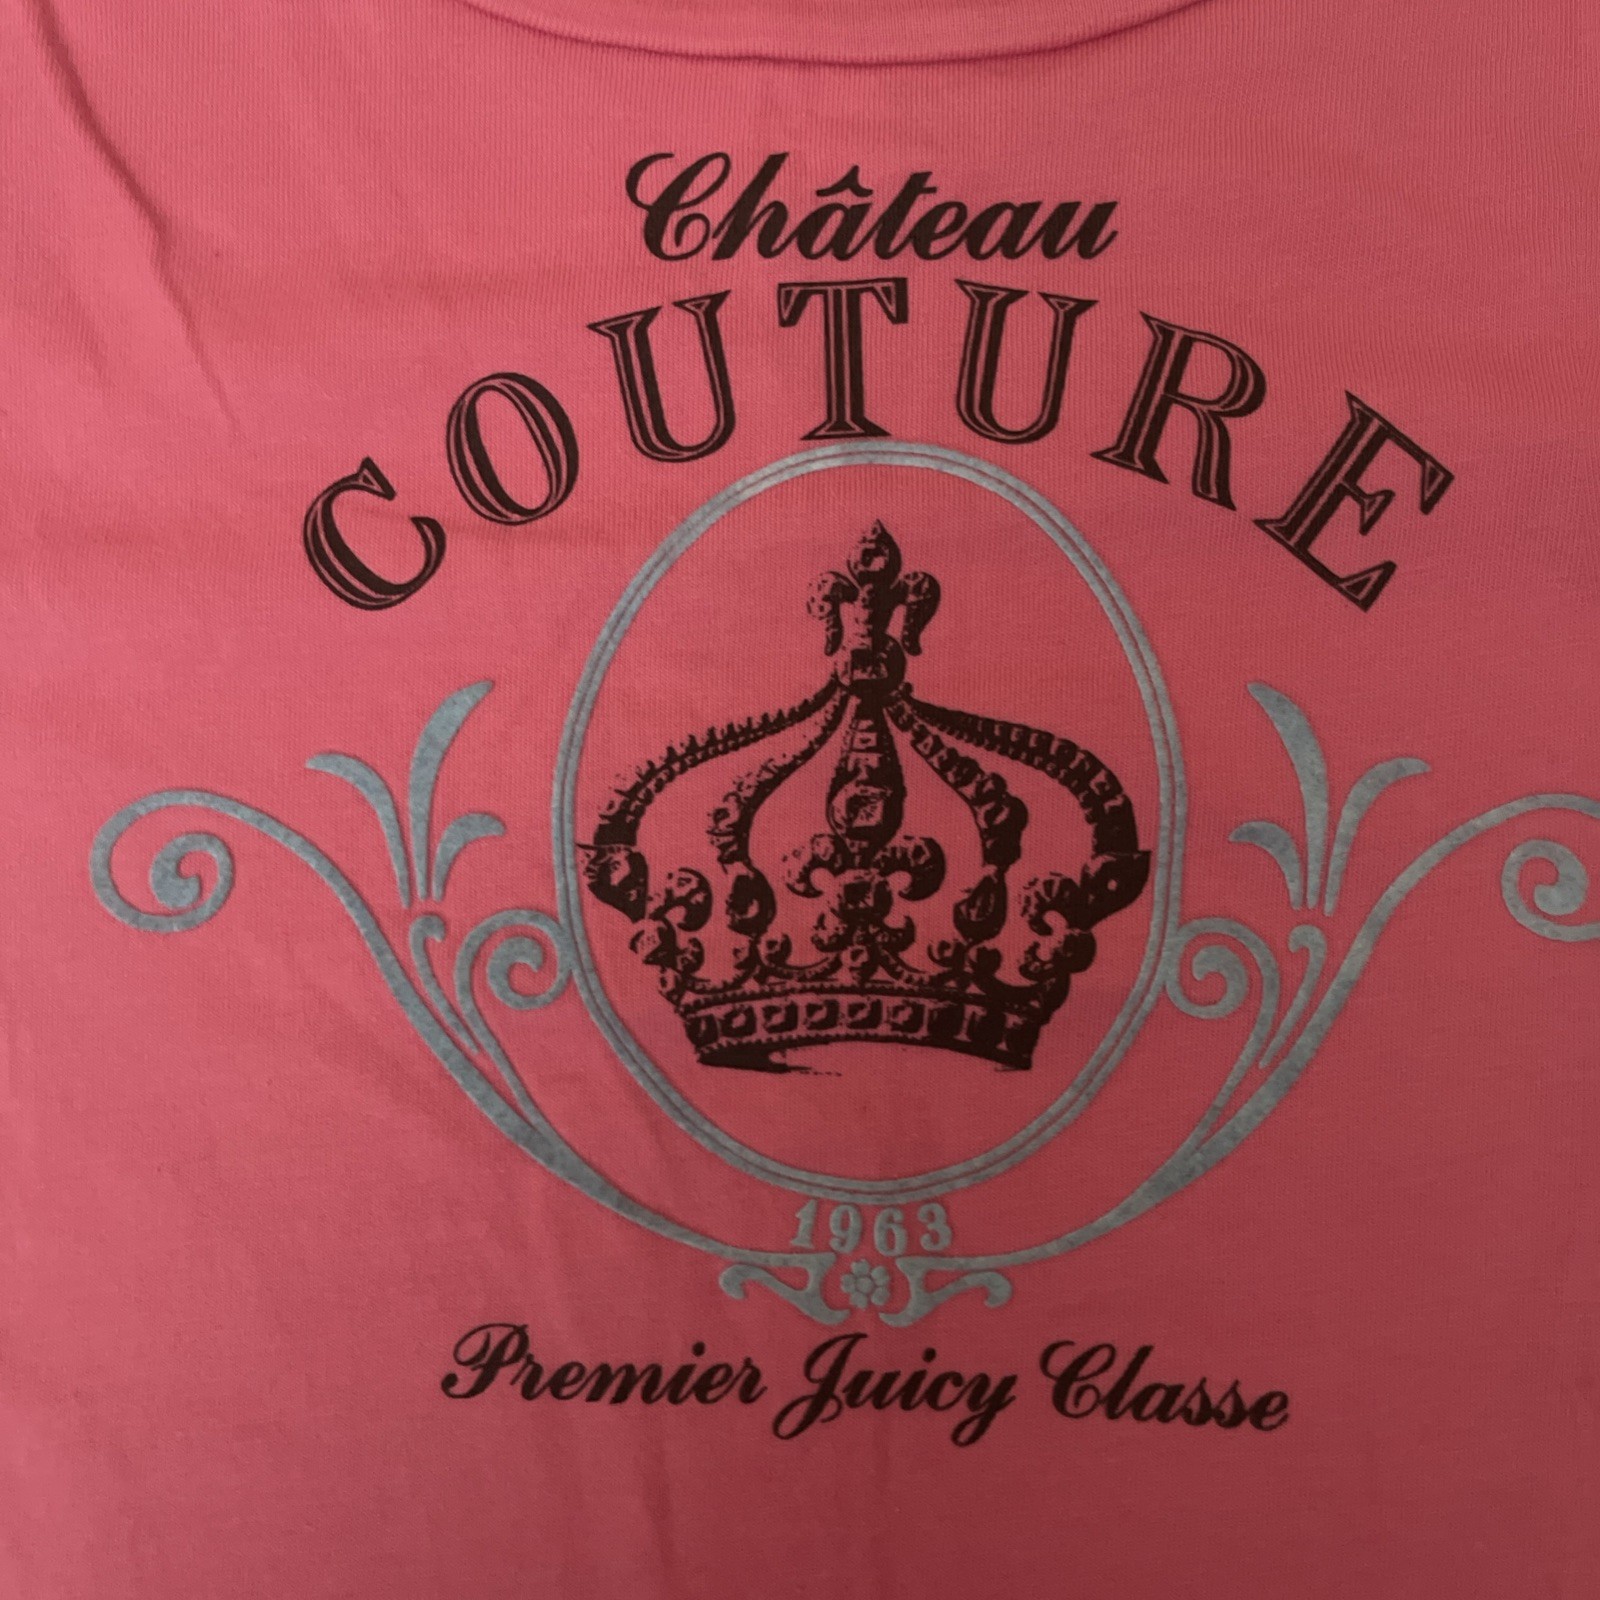 Château
COUTURE
1963
Premier Juicy Classe